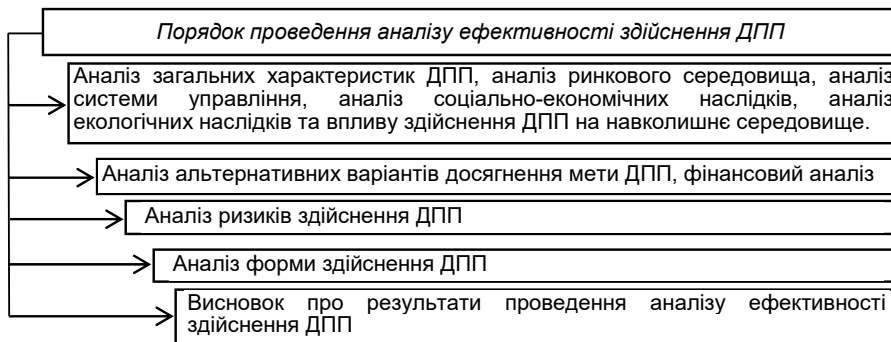 Порядок проведення аналізу ефективності здійснення ДПП
Аналіз загальних характеристик ДПП, аналіз ринкового середовища, аналіз
системи управління, аналіз соціально-економічних наслідків, аналіз
екологічних наслідків та впливу здійснення ДПП на навколишнє середовище.
Аналіз альтернативних варіантів досягнення мети ДПП, фінансовий аналіз
Аналіз ризиків здійснення ДПП
Аналіз форми здійснення ДПП
Висновок про результати проведення аналізу ефективності
здійснення ДПП